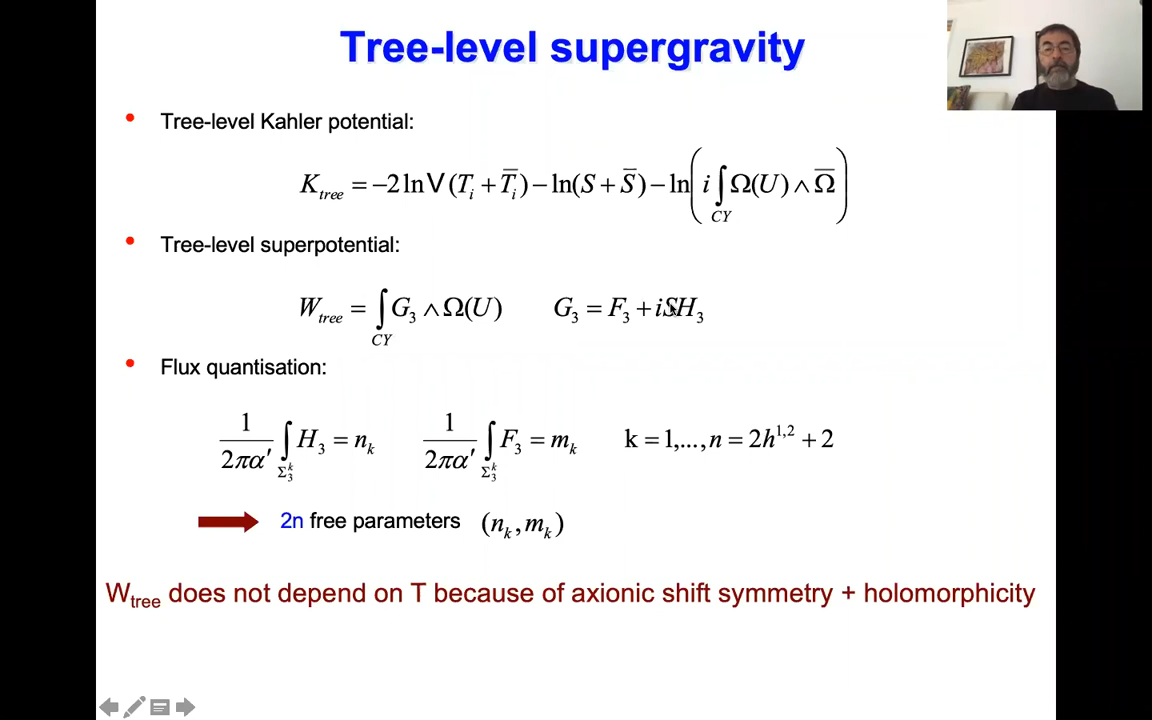 Tree-level supergravity
• Tree-level Kahler potential:
K_tree = −2 ln V (T_i + T̄_i) − ln(S + S̄) − ln( i ∫_CY Ω(U) ∧ Ω̄ )
• Tree-level superpotential:
W_tree = ∫_CY G_3 ∧ Ω(U)    G_3 = F_3 + iSH_3
• Flux quantisation:
1/(2πα′) ∫_{Σ_3^k} H_3 = n_k    1/(2πα′) ∫_{Σ_3^k} F_3 = m_k    k = 1,..., n = 2h^{1,2} + 2
2n free parameters (n_k, m_k)
W_tree does not depend on T because of axionic shift symmetry + holomorphicity